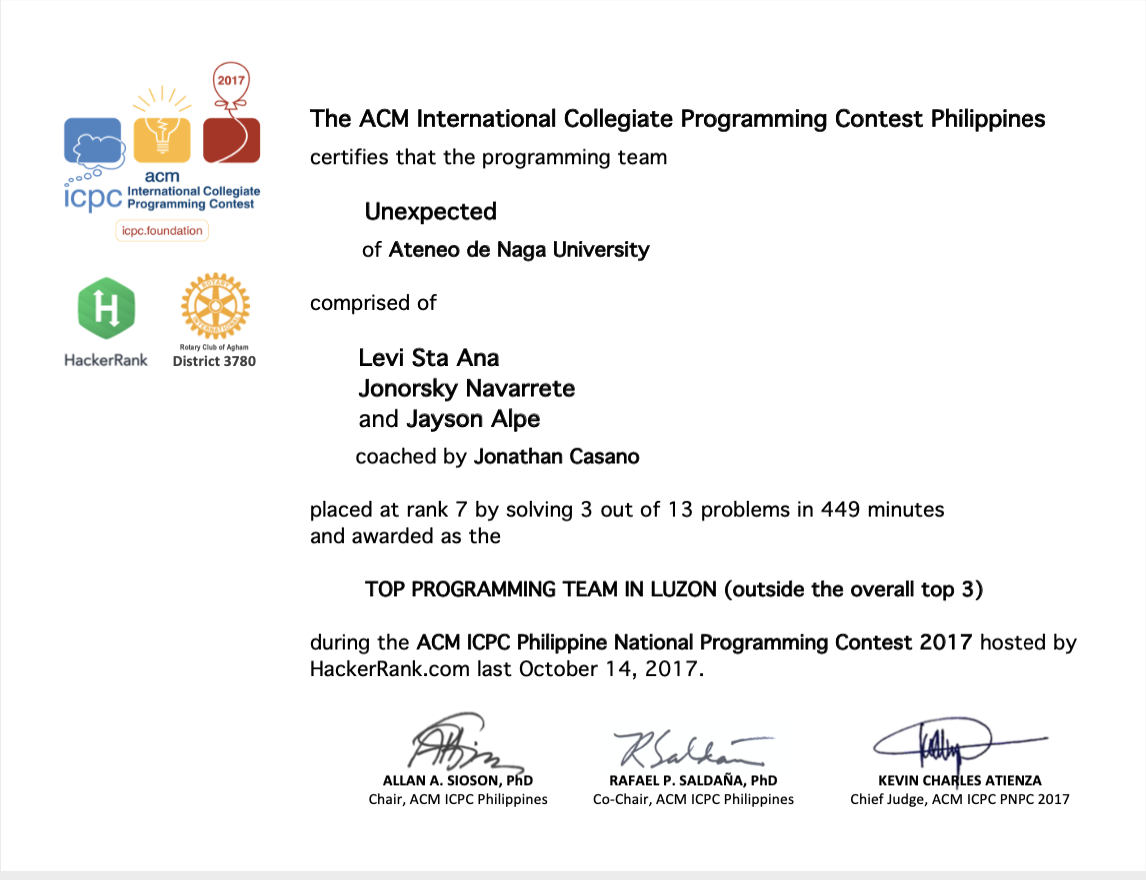 2017
acm
icpc International Collegiate
Programming Contest
icpc.foundation
HackerRank
ROTARY
INTERNATIONAL
Rotary Club of Agham
District 3780
The ACM International Collegiate Programming Contest Philippines
certifies that the programming team
Unexpected
of Ateneo de Naga University
comprised of
Levi Sta Ana
Jonorsky Navarrete
and Jayson Alpe
coached by Jonathan Casano
placed at rank 7 by solving 3 out of 13 problems in 449 minutes
and awarded as the
TOP PROGRAMMING TEAM IN LUZON (outside the overall top 3)
during the ACM ICPC Philippine National Programming Contest 2017 hosted by
HackerRank.com last October 14, 2017.
ALLAN A. SIOSON, PhD
Chair, ACM ICPC Philippines
RAFAEL P. SALDAÑA, PhD
Co-Chair, ACM ICPC Philippines
KEVIN CHARLES ATIENZA
Chief Judge, ACM ICPC PNPC 2017